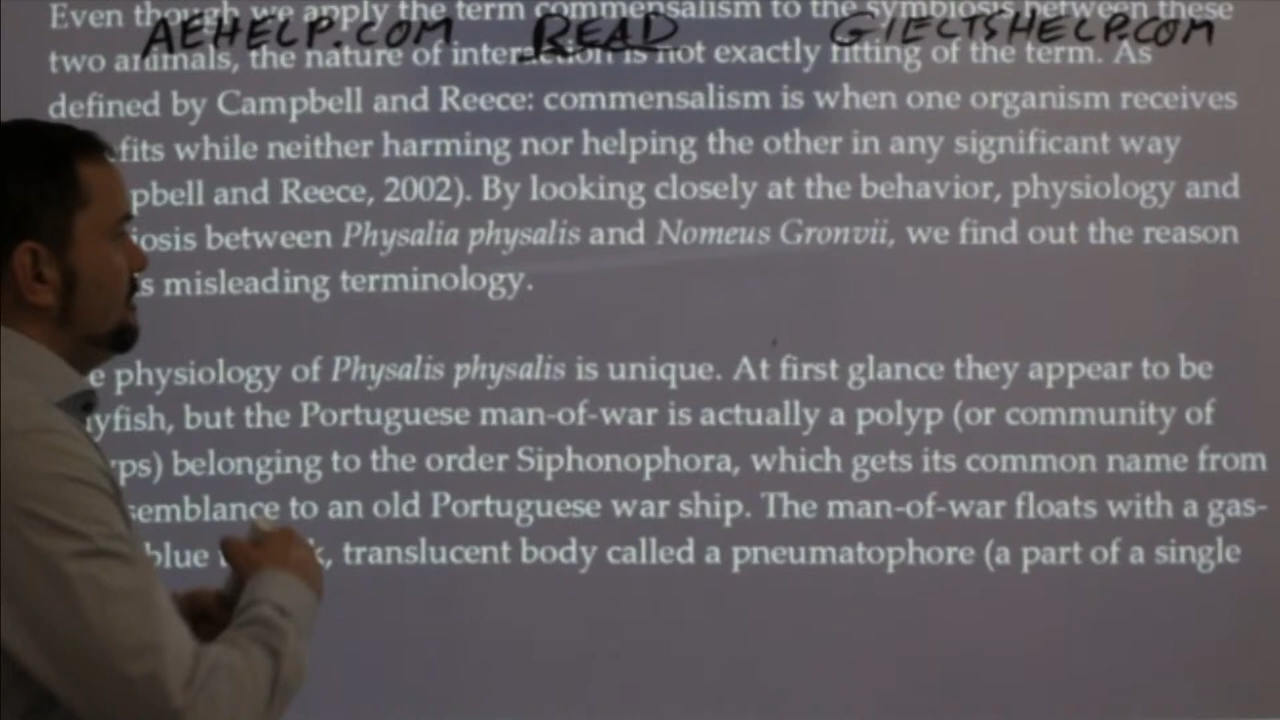 Even though we apply the term commensalism to the symbiosis between these
AEHELP.COM READ GIELTSHELP.COM
two animals, the nature of interaction is not exactly fitting of the term. As
defined by Campbell and Reece: commensalism is when one organism receives
fits while neither harming nor helping the other in any significant way
pbell and Reece, 2002). By looking closely at the behavior, physiology and
iosis between Physalia physalis and Nomeus Gronvii, we find out the reason
s misleading terminology.
e physiology of Physalis physalis is unique. At first glance they appear to be
yfish, but the Portuguese man-of-war is actually a polyp (or community of
ps) belonging to the order Siphonophora, which gets its common name from
semblance to an old Portuguese war ship. The man-of-war floats with a gas-
blue translucent body called a pneumatophore (a part of a single